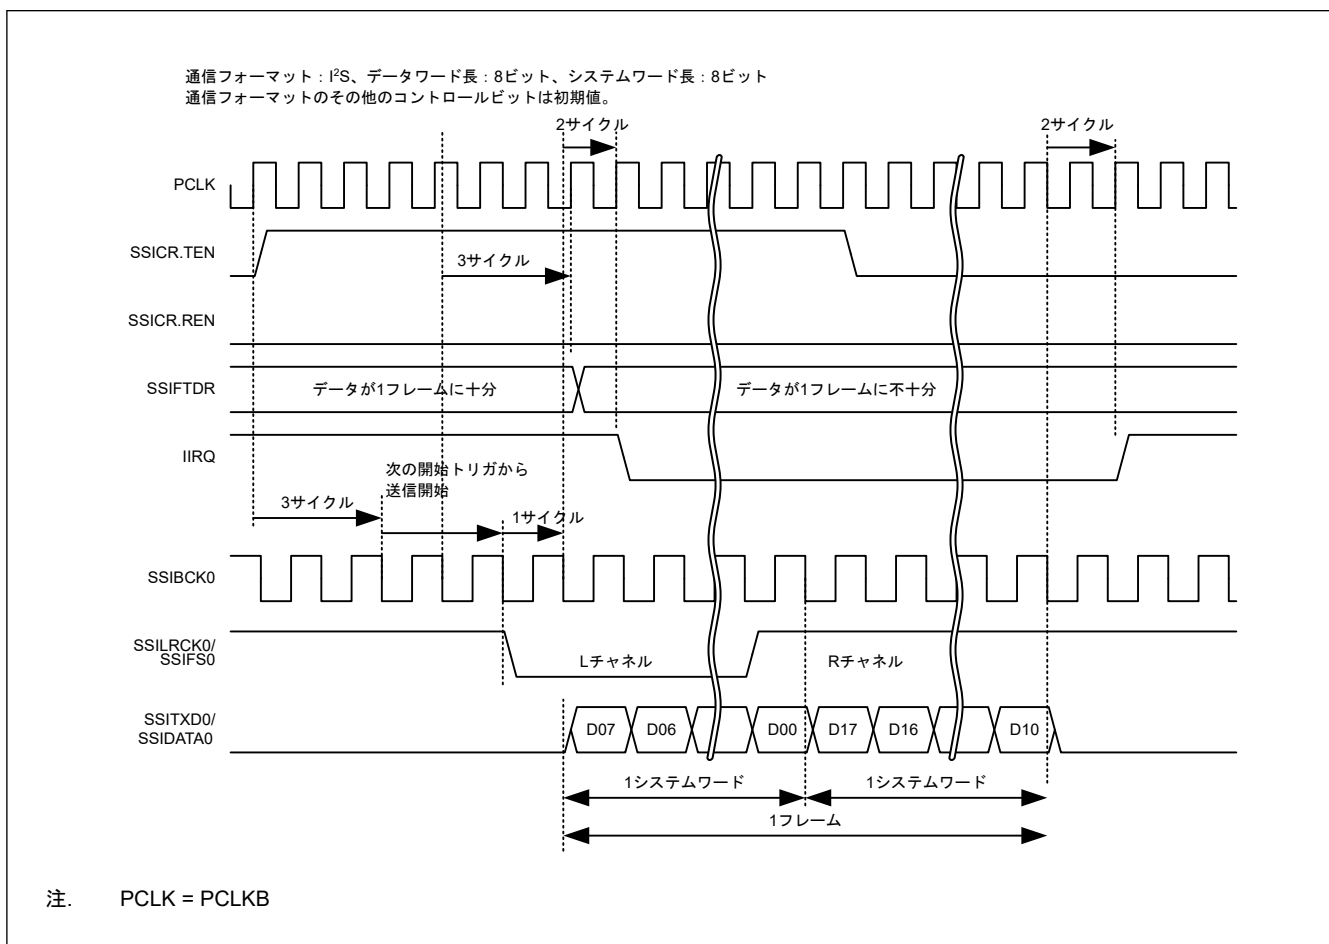 通信フォーマット：I²S、データワード長：8ビット、システムワード長：8ビット
通信フォーマットのその他のコントロールビットは初期値。
2サイクル
2サイクル
PCLK
SSICR.TEN
3サイクル
SSICR.REN
SSIFTDR
データが1フレームに十分
データが1フレームに不十分
IIRQ
次の開始トリガから
送信開始
3サイクル
1サイクル
SSIBCK0
SSILRCK0/
SSIFS0
Lチャネル
Rチャネル
SSITXD0/
SSIDATA0
D07
D06
D00
D17
D16
D10
1システムワード
1システムワード
1フレーム
注. PCLK = PCLKB